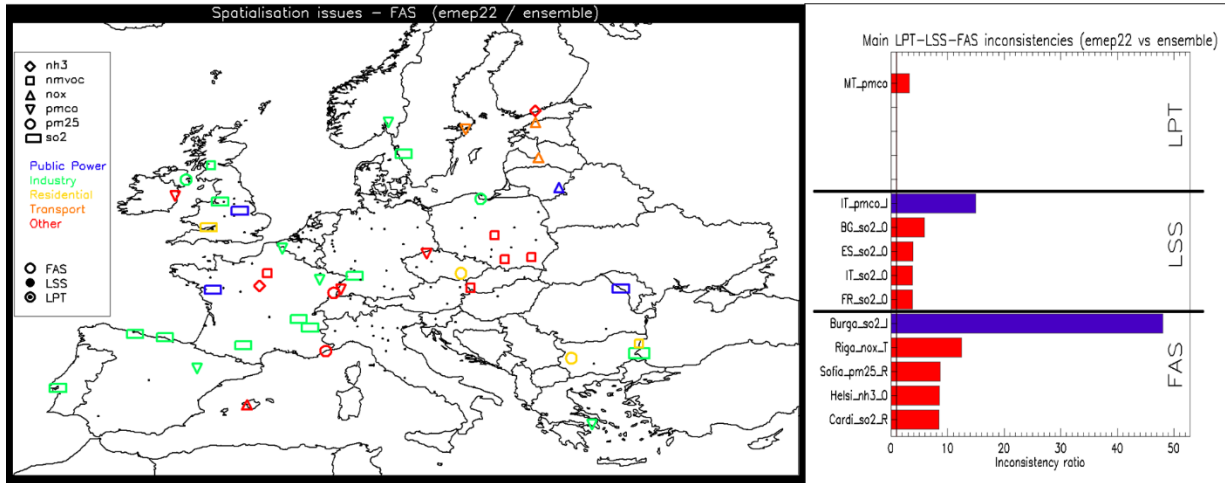 Spatialisation issues - FAS (emep22 / ensemble)
nh3
nmvoc
nox
pmco
pm25
so2
Public Power
Industry
Residential
Transport
Other
FAS
LSS
LPT
Main LPT-LSS-FAS inconsistencies (emep22 vs ensemble)
MT_pmco
LPT
IT_pmco_I
BG_so2_O
ES_so2_O
IT_so2_O
FR_so2_O
LSS
Burga_so2_I
Riga_nox_T
Sofia_pm25_R
Helsi_nh3_O
Cardi_so2_R
FAS
0 10 20 30 40 50
Inconsistency ratio